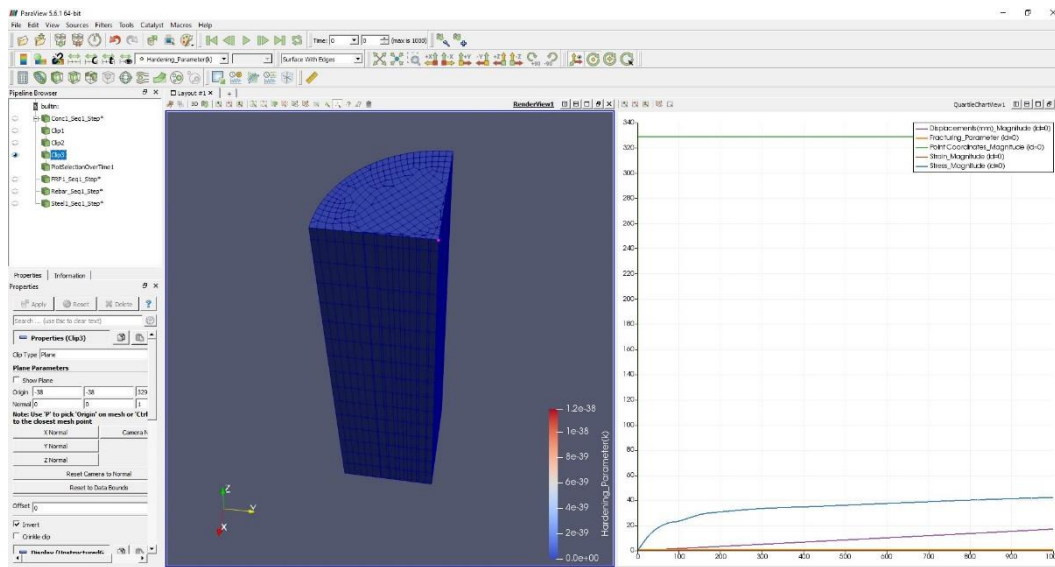 ParaView 5.6.1 64-bit
File Edit View Sources Filters Tools Catalyst Macros Help
Time: 0 0 (max is 1000)
Hardening_Parameter(k) Surface With Edges
Pipeline Browser
builtin:
Conc1_Seq1_Step*
Clip1
Clip2
Clip3
PlotSelectionOverTime1
FRP1_Seq1_Step*
Rebar_Seq1_Step*
Steel1_Seq1_Step*
Properties Information
Properties
Apply Reset Delete ?
Search ... (use Esc to clear text)
Properties (Clip3)
Clip Type Plane
Plane Parameters
Show Plane
Origin -38 -38 329
Normal 0 0 1
Note: Use 'P' to pick 'Origin' on mesh or 'Ctrl
to the closest mesh point
X Normal Camera N
Y Normal
Z Normal
Reset Camera to Normal
Reset to Data Bounds
Offset 0
Invert
Crinkle clip
Layout #1 × +
3D
RenderView1
Z
Y
X
1.2e-38
1e-38
8e-39
6e-39
4e-39
2e-39
0.0e+00
Hardening_Parameter(k)
QuartileChartView1
Displacements(mm)_Magnitude (id=0)
Fracturing_Parameter (id=0)
Point Coordinates_Magnitude (id=0)
Strain_Magnitude (id=0)
Stress_Magnitude (id=0)
340
320
300
280
260
240
220
200
180
160
140
120
100
80
60
40
20
0
0 100 200 300 400 500 600 700 800 900 1000